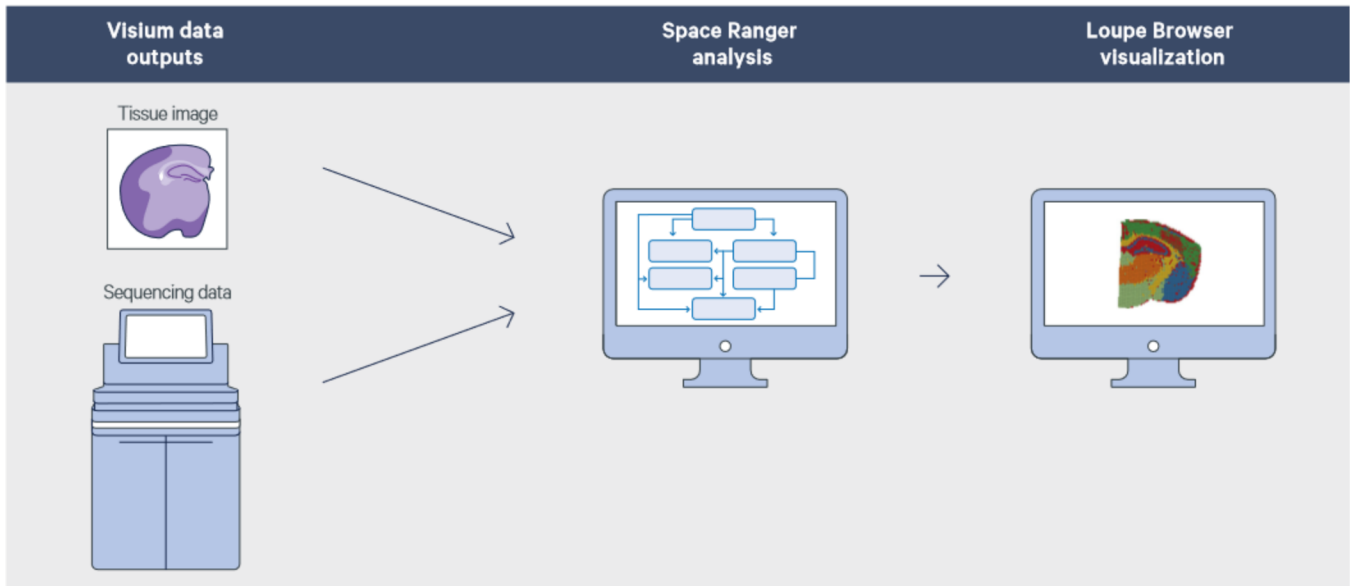 Visium data
outputs
Space Ranger
analysis
Loupe Browser
visualization
Tissue image
Sequencing data